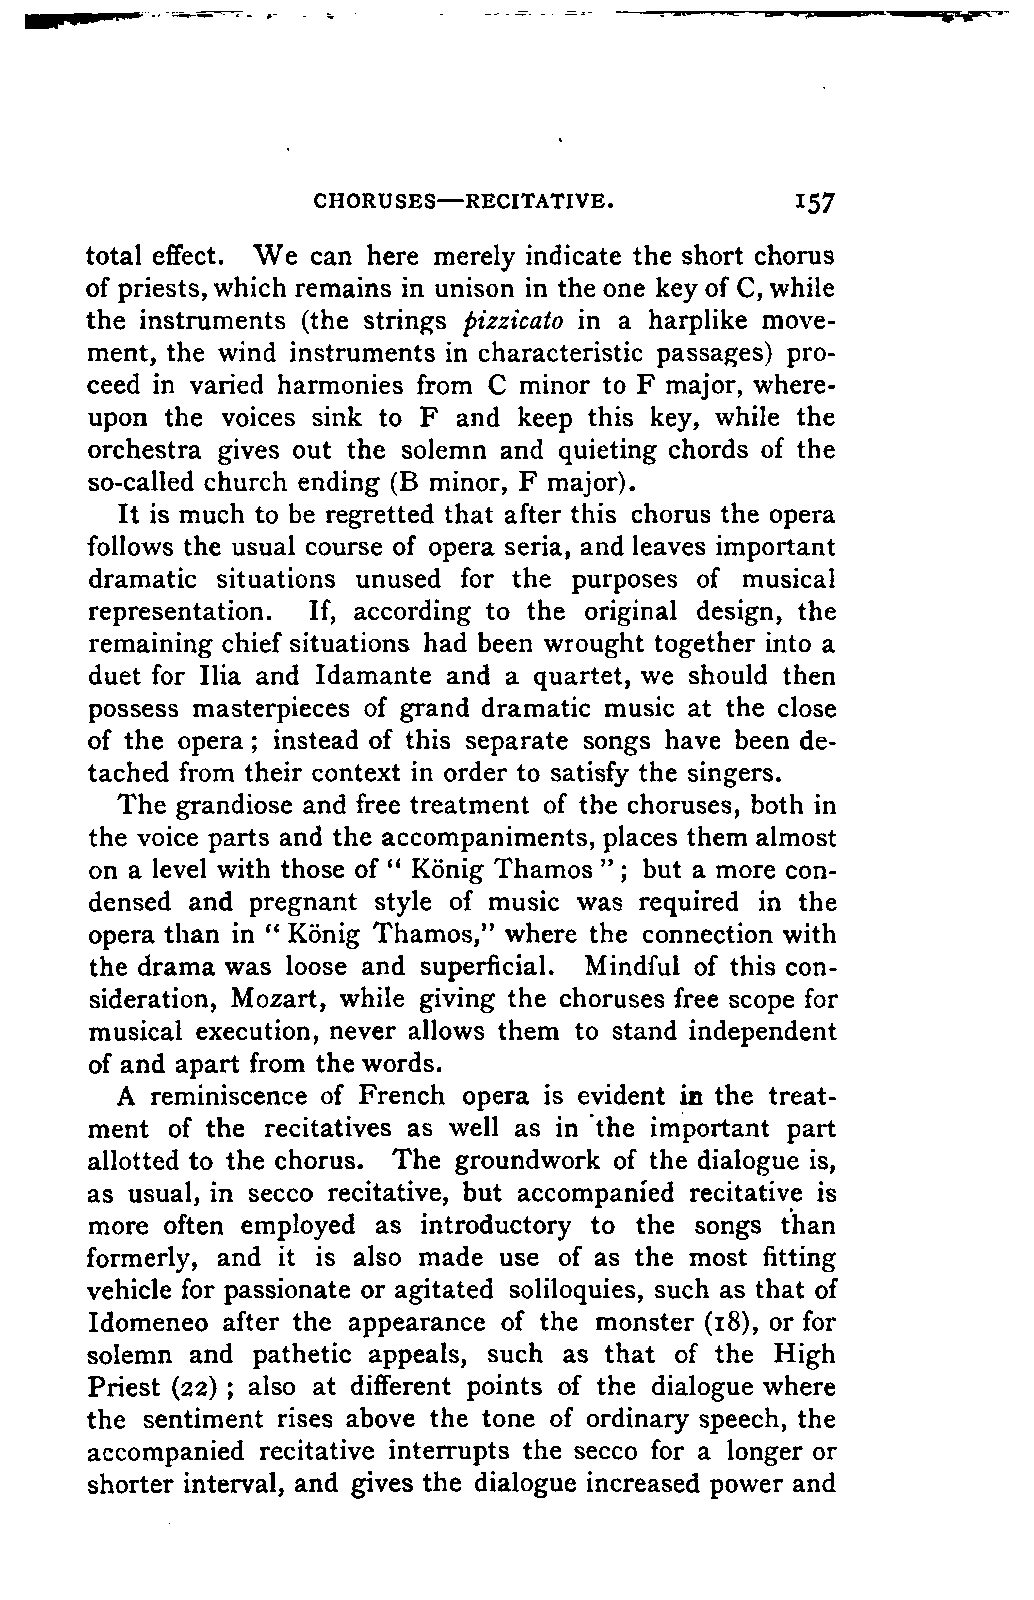 CHORUSES—RECITATIVE. 157
total effect. We can here merely indicate the short chorus
of priests, which remains in unison in the one key of C, while
the instruments (the strings pizzicato in a harplike move-
ment, the wind instruments in characteristic passages) pro-
ceed in varied harmonies from C minor to F major, where-
upon the voices sink to F and keep this key, while the
orchestra gives out the solemn and quieting chords of the
so-called church ending (B minor, F major).
It is much to be regretted that after this chorus the opera
follows the usual course of opera seria, and leaves important
dramatic situations unused for the purposes of musical
representation. If, according to the original design, the
remaining chief situations had been wrought together into a
duet for Ilia and Idamante and a quartet, we should then
possess masterpieces of grand dramatic music at the close
of the opera ; instead of this separate songs have been de-
tached from their context in order to satisfy the singers.
The grandiose and free treatment of the choruses, both in
the voice parts and the accompaniments, places them almost
on a level with those of " König Thamos " ; but a more con-
densed and pregnant style of music was required in the
opera than in " König Thamos," where the connection with
the drama was loose and superficial. Mindful of this con-
sideration, Mozart, while giving the choruses free scope for
musical execution, never allows them to stand independent
of and apart from the words.
A reminiscence of French opera is evident in the treat-
ment of the recitatives as well as in the important part
allotted to the chorus. The groundwork of the dialogue is,
as usual, in secco recitative, but accompanied recitative is
more often employed as introductory to the songs than
formerly, and it is also made use of as the most fitting
vehicle for passionate or agitated soliloquies, such as that of
Idomeneo after the appearance of the monster (18), or for
solemn and pathetic appeals, such as that of the High
Priest (22) ; also at different points of the dialogue where
the sentiment rises above the tone of ordinary speech, the
accompanied recitative interrupts the secco for a longer or
shorter interval, and gives the dialogue increased power and